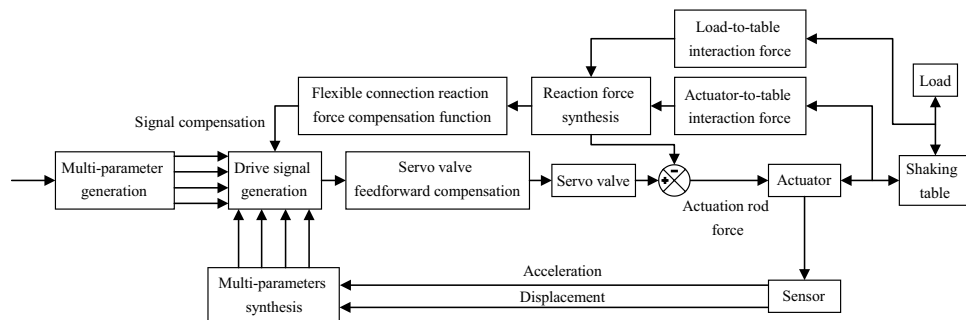 Load-to-table
interaction force
Load
Flexible connection reaction
force compensation function
Reaction force
synthesis
Actuator-to-table
interaction force
Signal compensation
Multi-parameter
generation
Drive signal
generation
Servo valve
feedforward compensation
Servo valve
+
-
Actuation rod
force
Actuator
Shaking
table
Multi-parameters
synthesis
Acceleration
Displacement
Sensor